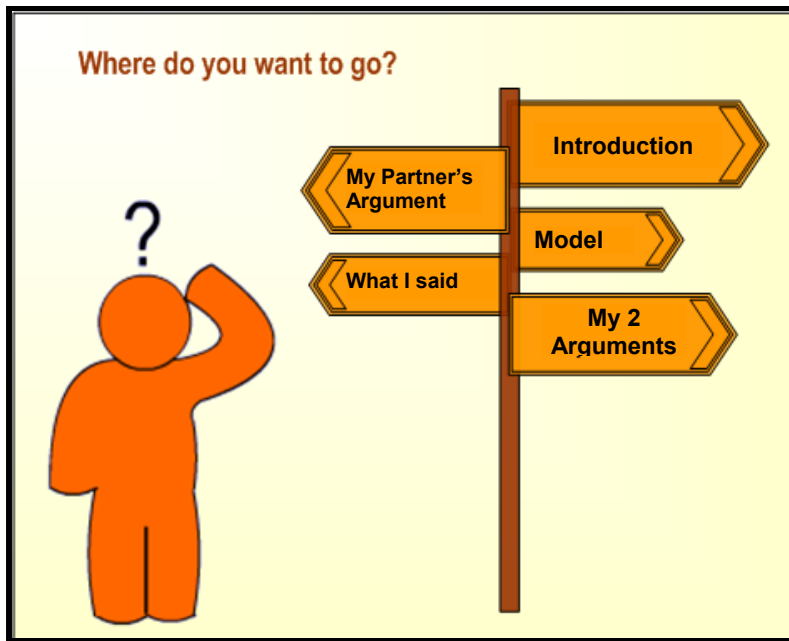 Where do you want to go?
?
Introduction
My Partner's
Argument
Model
What I said
My 2
Arguments